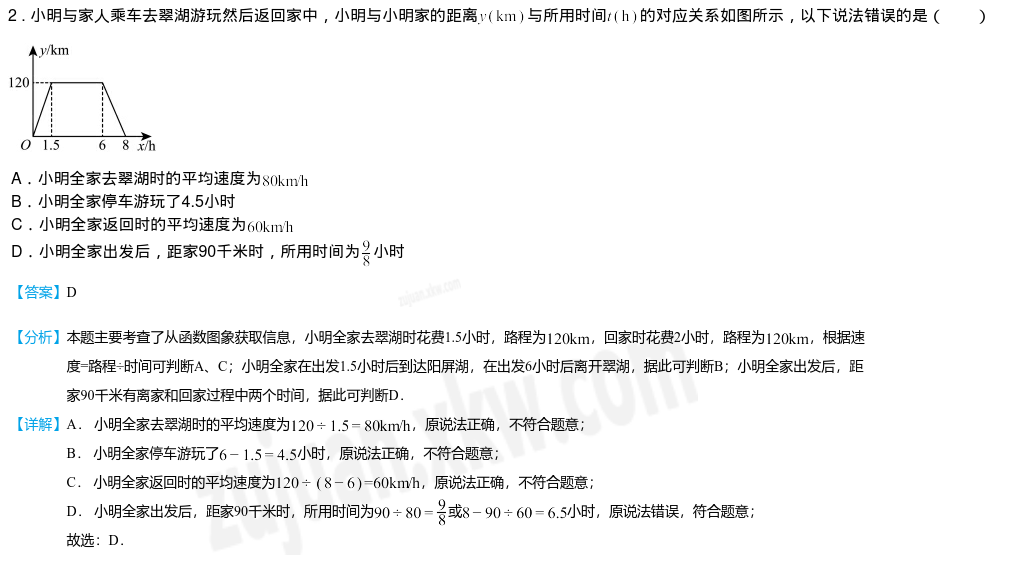 2．小明与家人乘车去翠湖游玩然后返回家中，小明与小明家的距离y(km)与所用时间t(h)的对应关系如图所示，以下说法错误的是（　　）
y/km
120
O 1.5 6 8 x/h
A．小明全家去翠湖时的平均速度为80km/h
B．小明全家停车游玩了4.5小时
C．小明全家返回时的平均速度为60km/h
D．小明全家出发后，距家90千米时，所用时间为9/8小时
【答案】D
zujuan.xkw.com
【分析】本题主要考查了从函数图象获取信息，小明全家去翠湖时花费1.5小时，路程为120km，回家时花费2小时，路程为120km，根据速
度=路程÷时间可判断A、C；小明全家在出发1.5小时后到达阳屏湖，在出发6小时后离开翠湖，据此可判断B；小明全家出发后，距
家90千米有离家和回家过程中两个时间，据此可判断D．
【详解】A． 小明全家去翠湖时的平均速度为120÷1.5=80km/h，原说法正确，不符合题意；
B． 小明全家停车游玩了6−1.5=4.5小时，原说法正确，不符合题意；
C． 小明全家返回时的平均速度为120÷(8−6)=60km/h，原说法正确，不符合题意；
D． 小明全家出发后，距家90千米时，所用时间为90÷80=9/8或8−90÷60=6.5小时，原说法错误，符合题意；
故选：D．
zujuan.xkw.com